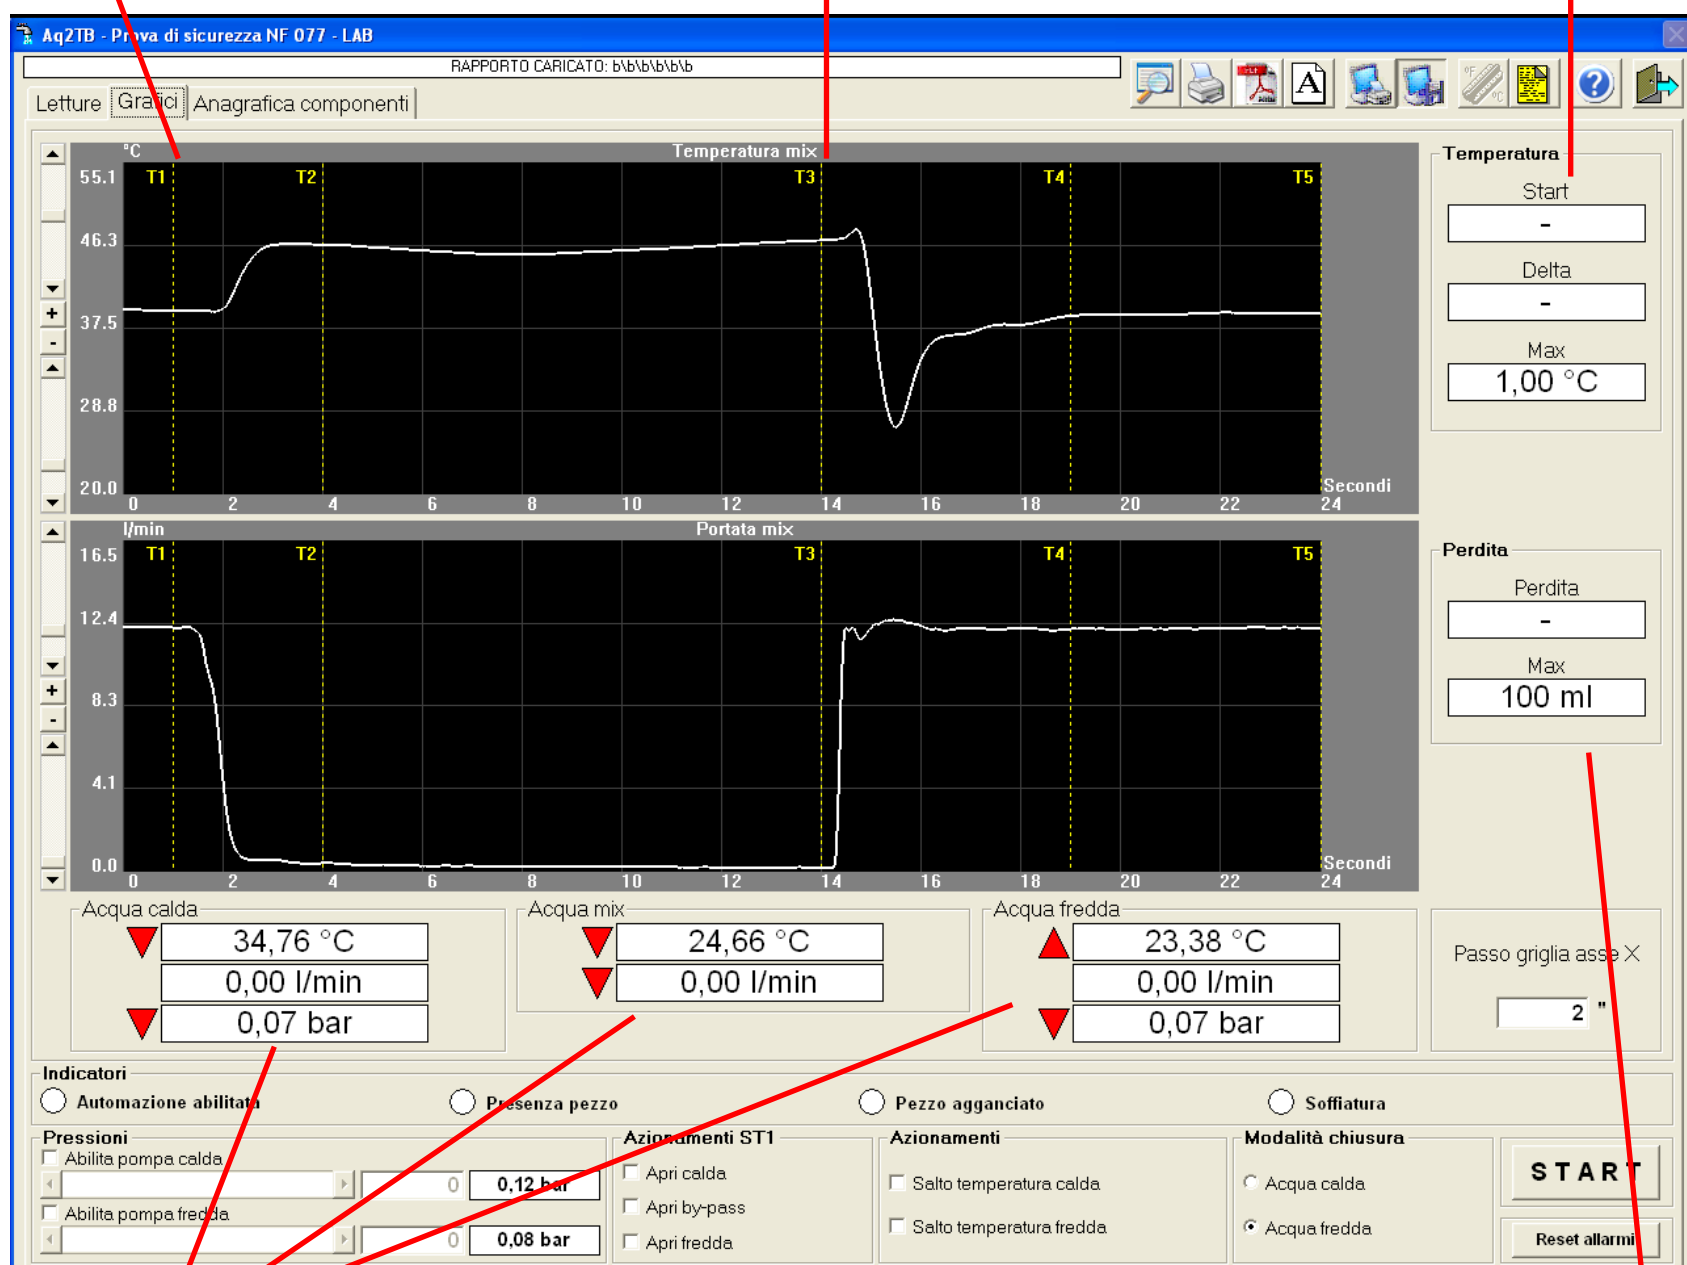 Aq2TB - Prova di sicurezza NF 077 - LAB
RAPPORTO CARICATO: b\b\b\b\b\b
Letture Grafici Anagrafica componenti
°C Temperatura mix
55.1 T1 T2 T3 T4 T5
46.3
37.5
28.8
20.0
Secondi
0 2 4 6 8 10 12 14 16 18 20 22 24
Temperatura
Start
-
Delta
-
Max
1,00 °C
l/min Portata mix
16.5 T1 T2 T3 T4 T5
12.4
8.3
4.1
0.0
Secondi
0 2 4 6 8 10 12 14 16 18 20 22 24
Perdita
Perdita
-
Max
100 ml
Acqua calda
34,76 °C
0,00 l/min
0,07 bar
Acqua mix
24,66 °C
0,00 l/min
Acqua fredda
23,38 °C
0,00 l/min
0,07 bar
Passo griglia asse X
2 "
Indicatori
Automazione abilitata Presenza pezzo Pezzo agganciato Soffiatura
Pressioni
Abilita pompa calda
0 0,12 bar
Abilita pompa fredda
0 0,08 bar
Azionamenti ST1
Apri calda
Apri by-pass
Apri fredda
Azionamenti
Salto temperatura calda
Salto temperatura fredda
Modalità chiusura
Acqua calda
Acqua fredda
START
Reset allarmi